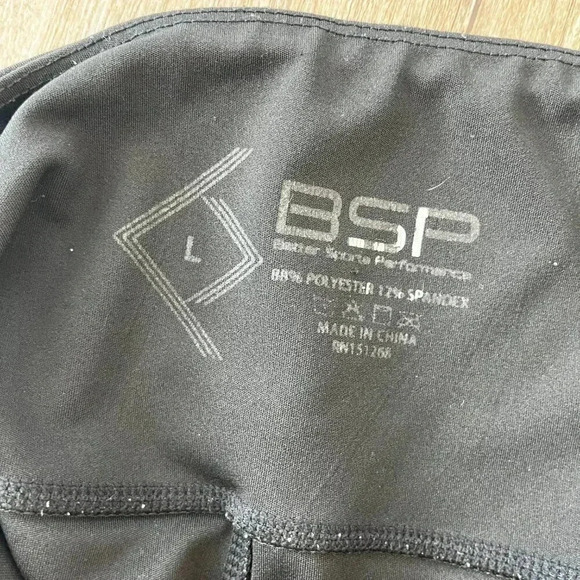 L
BSP
Better Sports Performance
88% POLYESTER 12% SPANDEX
MADE IN CHINA
RN151268